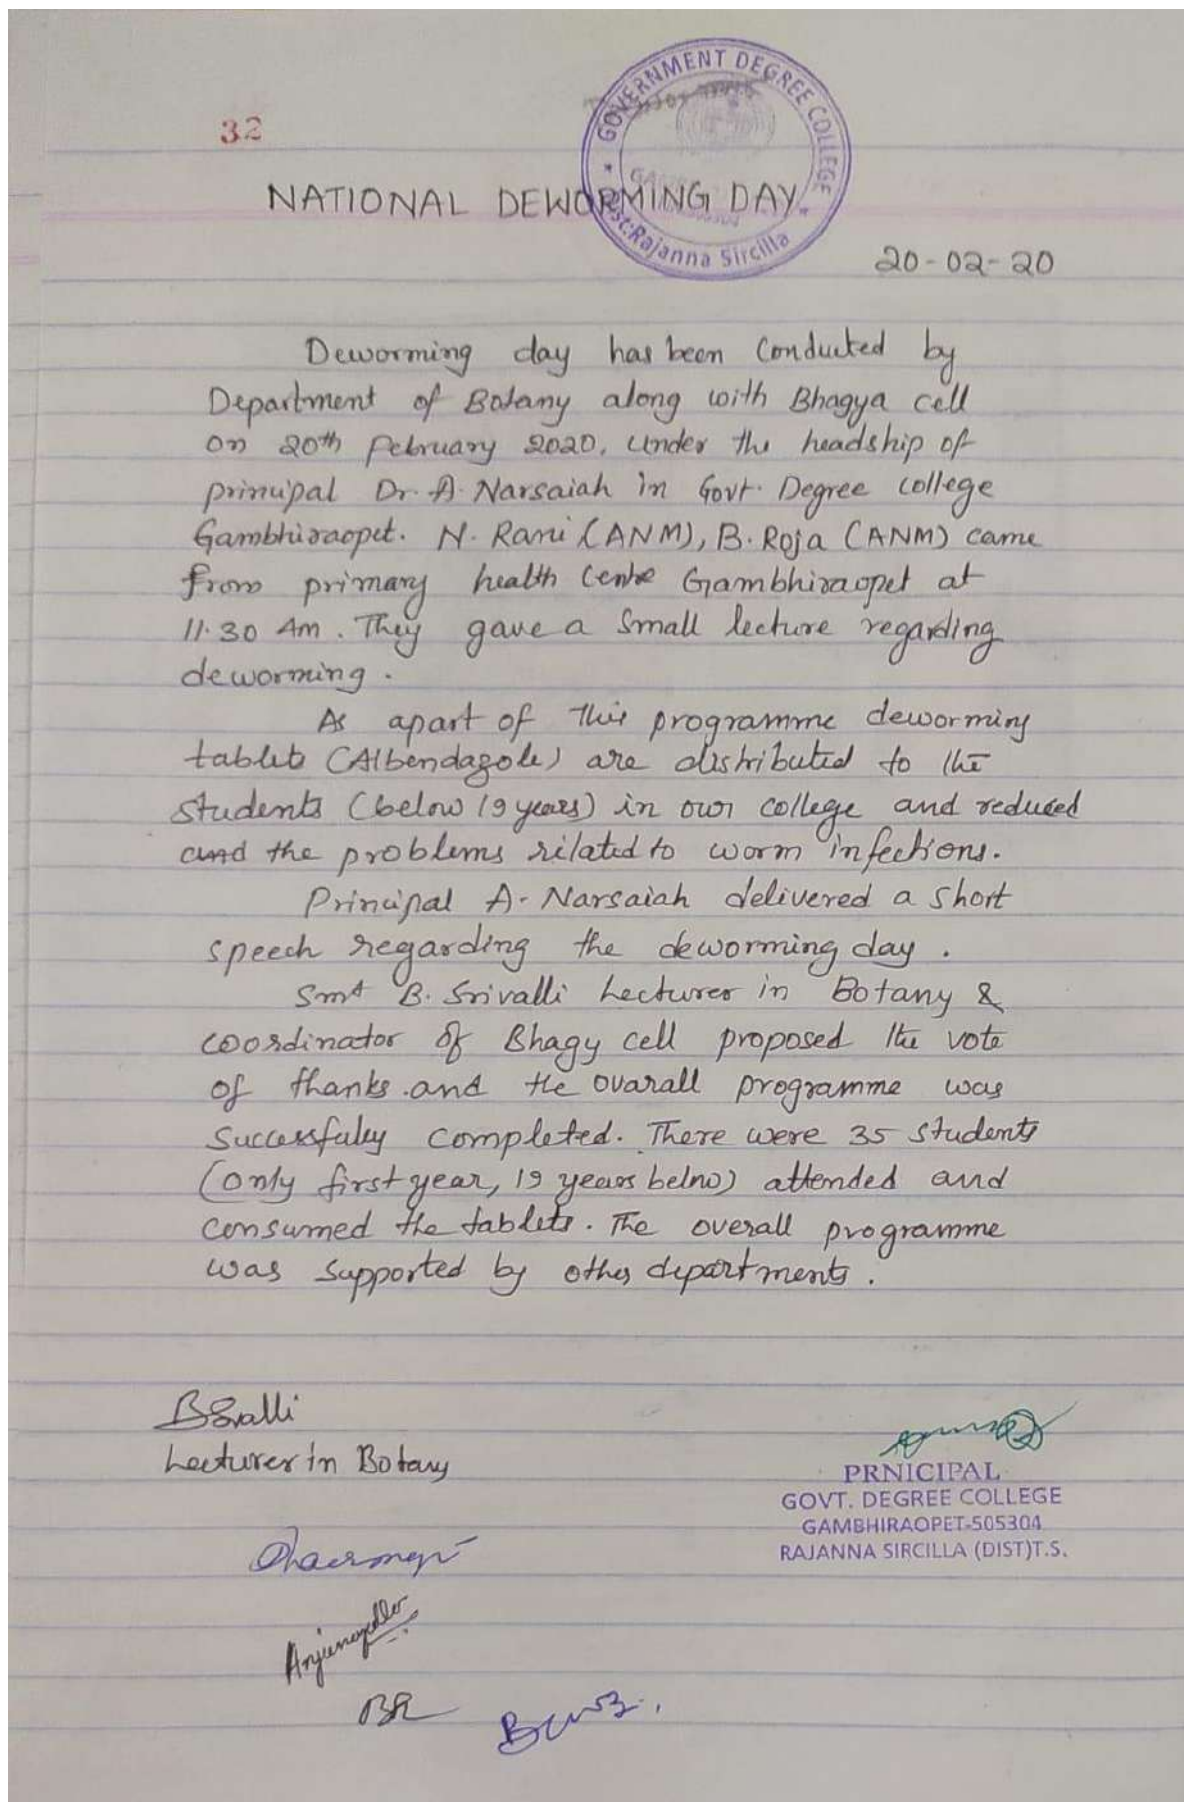 32
GOVERNMENT DEGREE COLLEGE
Dist:Rajanna Sircilla
NATIONAL DEWORMING DAY
20-02-20
Deworming day has been Conducted by
Department of Botany along with Bhagya cell
on 20th February 2020, Under the headship of
principal Dr. A. Narsaiah in Govt. Degree college
Gambhiraopet. N. Rani (ANM), B. Roja (ANM) came
from primary health Centre Gambhiraopet at
11.30 Am. They gave a Small lecture regarding
deworming.
As apart of this programme deworming
tablets (Albendazole) are distributed to the
students (below 19 years) in our college and reduced
and the problems related to worm infections.
Principal A. Narsaiah delivered a short
speech regarding the deworming day.
Smt B. Srivalli Lecturer in Botany &
coordinator of Bhagy cell proposed the vote
of thanks. and the ovarall programme was
Successfuly completed. There were 35 students
(only first year, 19 years belno) attended and
consumed the tablets. The overall programme
was supported by other departments.
Lecturer in Botany
PRNICIPAL
GOVT. DEGREE COLLEGE
GAMBHIRAOPET-505304
RAJANNA SIRCILLA (DIST)T.S.